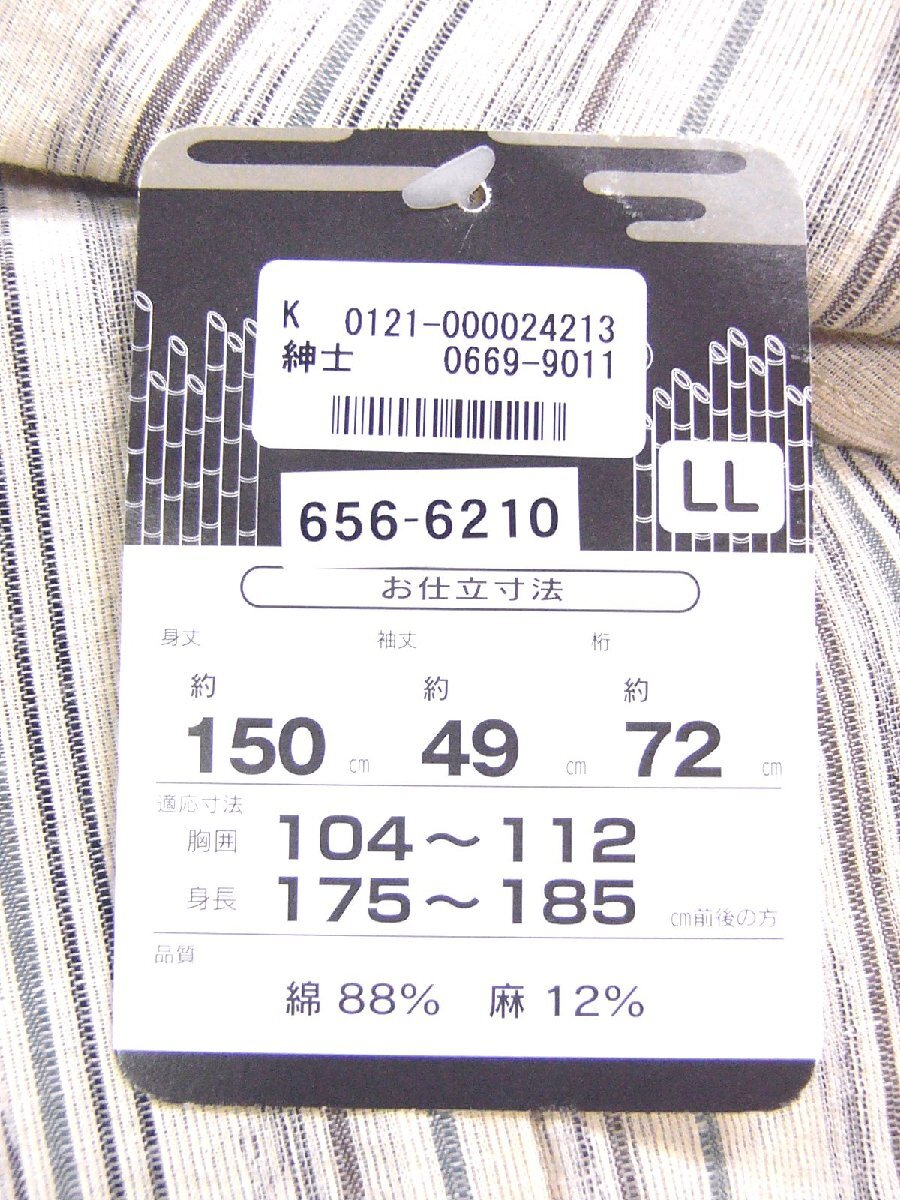 K 0121-000024213
紳士 0669-9011
LL
656-6210
お仕立寸法
身丈 袖丈 裄
約 約 約
150 cm 49 cm 72 cm
適応寸法
胸囲 104～112
身長 175～185 cm前後の方
品質
綿 88% 麻 12%